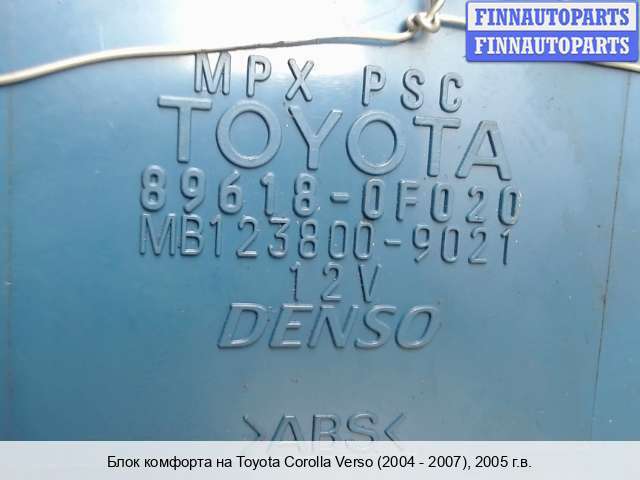 FINNAUTOPARTS
FINNAUTOPARTS
MPX PSC
TOYOTA
89618-0F020
MB123800-9021
12V
DENSO
>ABS<
Блок комфорта на Toyota Corolla Verso (2004 - 2007), 2005 г.в.